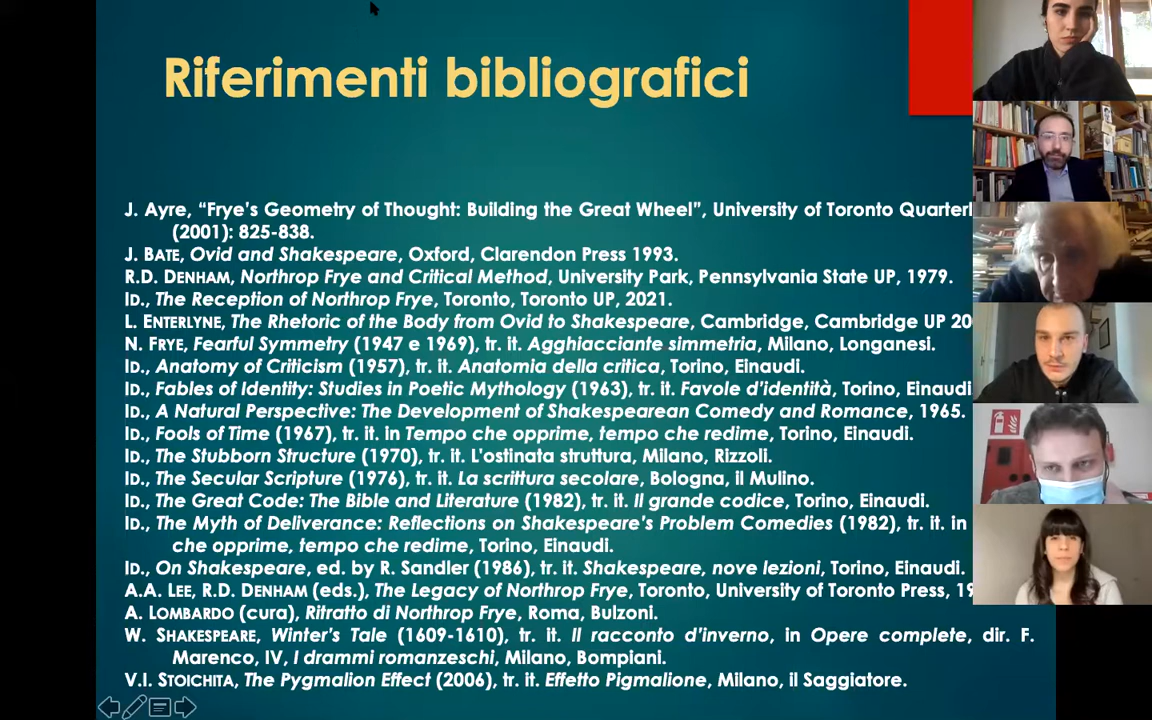 Riferimenti bibliografici
J. Ayre, “Frye’s Geometry of Thought: Building the Great Wheel”, University of Toronto
(2001): 825-838.
J. BATE, Ovid and Shakespeare, Oxford, Clarendon Press 1993.
R.D. DENHAM, Northrop Frye and Critical Method, University Park, Pennsylvania State UP, 1979.
ID., The Reception of Northrop Frye, Toronto, Toronto UP, 2021.
L. ENTERLYNE, The Rhetoric of the Body from Ovid to Shakespeare, Cambridge, Cambridge UP
N. FRYE, Fearful Symmetry (1947 e 1969), tr. it. Agghiacciante simmetria, Milano, Longanesi.
ID., Anatomy of Criticism (1957), tr. it. Anatomia della critica, Torino, Einaudi.
ID., Fables of Identity: Studies in Poetic Mythology (1963), tr. it. Favole d’identità, Torino, Einaudi
ID., A Natural Perspective: The Development of Shakespearean Comedy and Romance, 1965.
ID., Fools of Time (1967), tr. it. in Tempo che opprime, tempo che redime, Torino, Einaudi.
ID., The Stubborn Structure (1970), tr. it. L'ostinata struttura, Milano, Rizzoli.
ID., The Secular Scripture (1976), tr. it. La scrittura secolare, Bologna, il Mulino.
ID., The Great Code: The Bible and Literature (1982), tr. it. Il grande codice, Torino, Einaudi.
ID., The Myth of Deliverance: Reflections on Shakespeare's Problem Comedies (1982), tr. it. in
che opprime, tempo che redime, Torino, Einaudi.
ID., On Shakespeare, ed. by R. Sandler (1986), tr. it. Shakespeare, nove lezioni, Torino, Einaudi.
A.A. LEE, R.D. DENHAM (eds.), The Legacy of Northrop Frye, Toronto, University of Toronto Press,
A. LOMBARDO (cura), Ritratto di Northrop Frye, Roma, Bulzoni.
W. SHAKESPEARE, Winter's Tale (1609-1610), tr. it. Il racconto d'inverno, in Opere complete, dir. F.
Marenco, IV, I drammi romanzeschi, Milano, Bompiani.
V.I. STOICHITA, The Pygmalion Effect (2006), tr. it. Effetto Pigmalione, Milano, il Saggiatore.